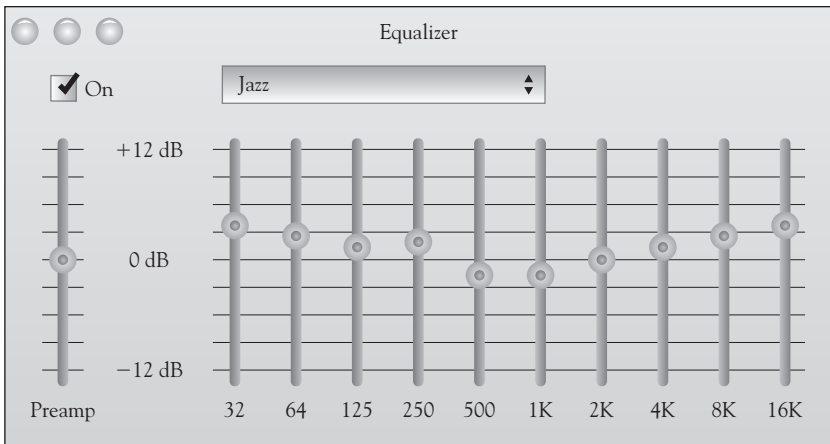 Equalizer
On
Jazz
+12 dB
0 dB
−12 dB
Preamp 32 64 125 250 500 1K 2K 4K 8K 16K